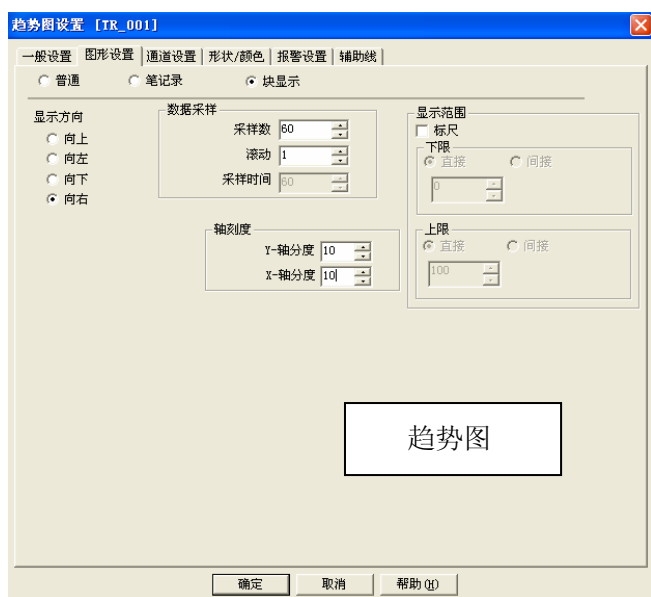 趋势图设置 [TR_001]
一般设置 图形设置 通道设置 形状/颜色 报警设置 辅助线
普通 笔记录 块显示
显示方向
向上
向左
向下
向右
数据采样
采样数 60
滚动 1
采样时间 60
轴刻度
Y-轴分度 10
X-轴分度 10
显示范围
标尺
下限
直接 间接
0
上限
直接 间接
100
趋势图
确定 取消 帮助(H)